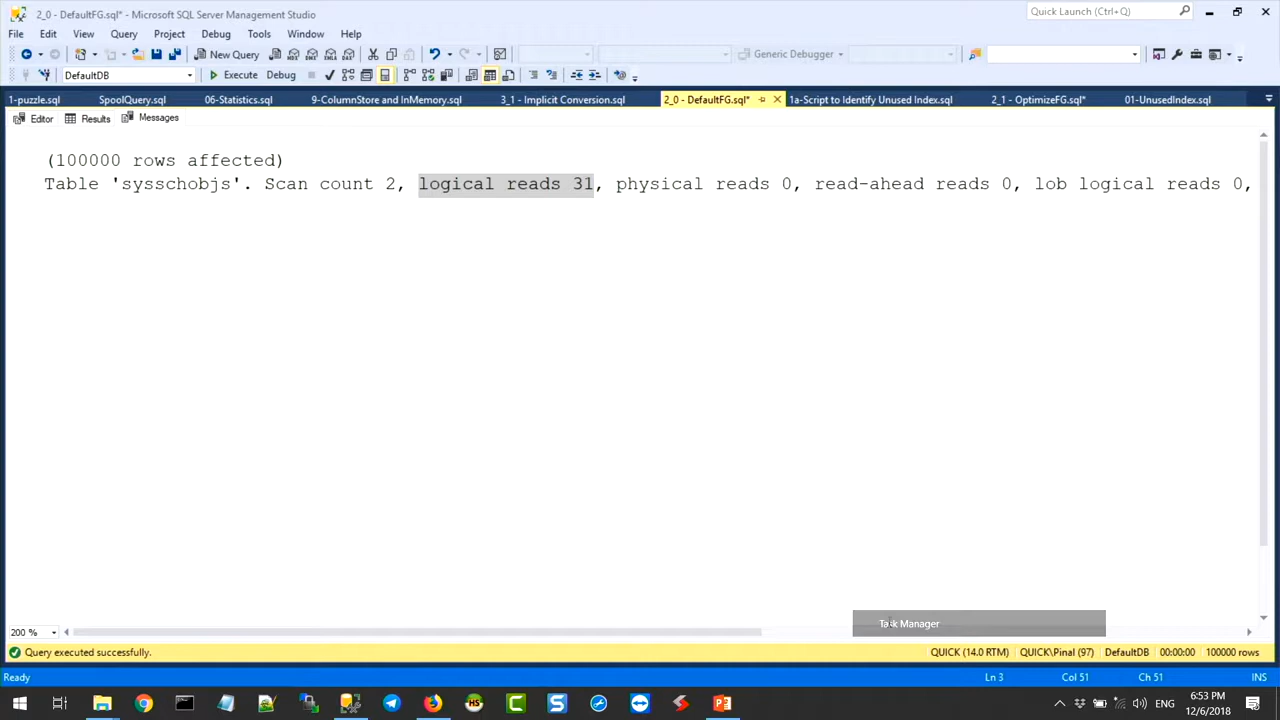 2_0 - DefaultFG.sql* - Microsoft SQL Server Management Studio
Quick Launch (Ctrl+Q)
File Edit View Query Project Debug Tools Window Help
New Query
Generic Debugger
DefaultDB
Execute Debug
1-puzzle.sql SpoolQuery.sql 06-Statistics.sql 9-ColumnStore and InMemory.sql 3_1 - Implicit Conversion.sql 2_0 - DefaultFG.sql* 1a-Script to Identify Unused Index.sql 2_1 - OptimizeFG.sql* 01-UnusedIndex.sql
Editor Results Messages
(100000 rows affected)
Table 'sysschobjs'. Scan count 2, logical reads 31, physical reads 0, read-ahead reads 0, lob logical reads 0,
Task Manager
200 %
Query executed successfully.
QUICK (14.0 RTM) QUICK\Pinal (97) DefaultDB 00:00:00 100000 rows
Ready
Ln 3 Col 51 Ch 51 INS
ENG
6:53 PM
12/6/2018